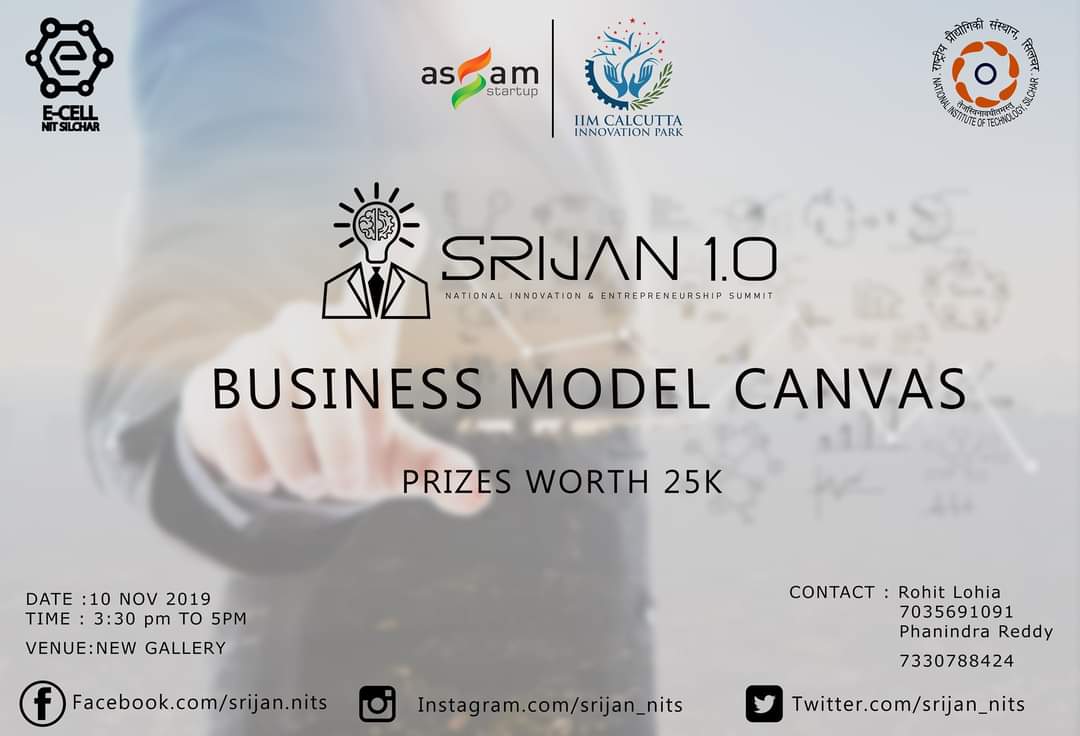 E-CELL
NIT SILCHAR
assam
startup
IIM CALCUTTA
INNOVATION PARK
राष्ट्रीय प्रौद्योगिकी संस्थान, सिलचर
NATIONAL INSTITUTE OF TECHNOLOGY, SILCHAR
तेजस्विनावधीतमस्तु
SRIJAN 1.0
NATIONAL INNOVATION & ENTREPRENEURSHIP SUMMIT
BUSINESS MODEL CANVAS
PRIZES WORTH 25K
DATE :10 NOV 2019
TIME : 3:30 pm TO 5PM
VENUE:NEW GALLERY
CONTACT : Rohit Lohia
7035691091
Phanindra Reddy
7330788424
Facebook.com/srijan.nits
Instagram.com/srijan_nits
Twitter.com/srijan_nits